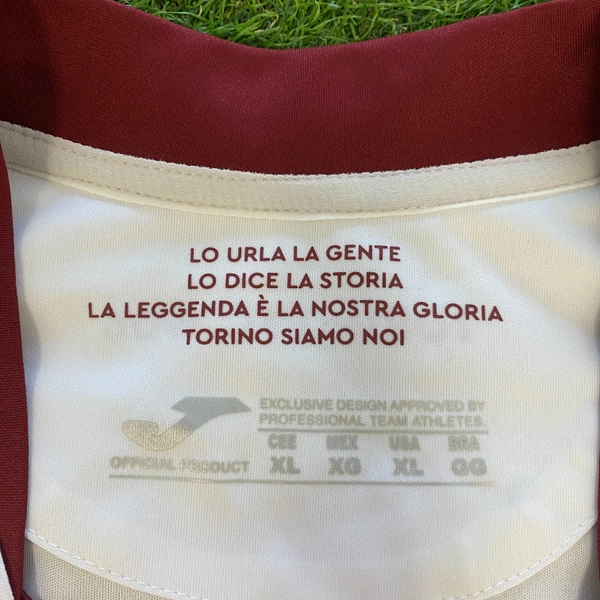 LO URLA LA GENTE
LO DICE LA STORIA
LA LEGGENDA È LA NOSTRA GLORIA
TORINO SIAMO NOI
EXCLUSIVE DESIGN APPROVED BY
PROFESSIONAL TEAM ATHLETES.
CEE MEX USA BRA
OFFICIAL PRODUCT XL XG XL GG